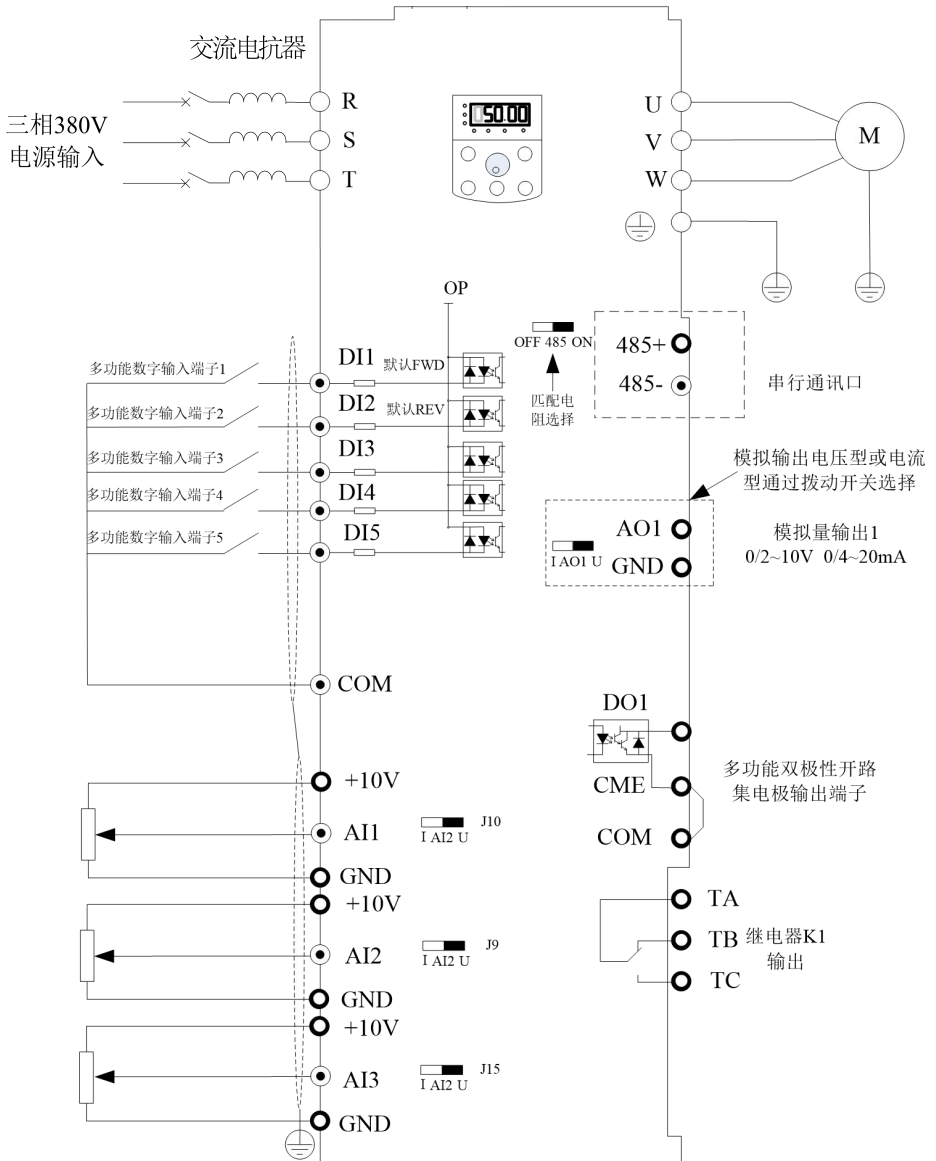 交流电抗器
三相380V
电源输入
R
S
T
50.00
U
V
W
M
OP
OFF 485 ON
匹配电
阻选择
485+
485-
串行通讯口
多功能数字输入端子1
DI1
默认FWD
多功能数字输入端子2
DI2
默认REV
多功能数字输入端子3
DI3
多功能数字输入端子4
DI4
多功能数字输入端子5
DI5
COM
模拟输出电压型或电流
型通过拨动开关选择
AO1
I AO1 U
GND
模拟量输出1
0/2~10V 0/4~20mA
DO1
CME
COM
多功能双极性开路
集电极输出端子
+10V
AI1
I AI2 U
J10
GND
+10V
AI2
I AI2 U
J9
GND
+10V
AI3
I AI2 U
J15
GND
TA
TB
TC
继电器K1
输出